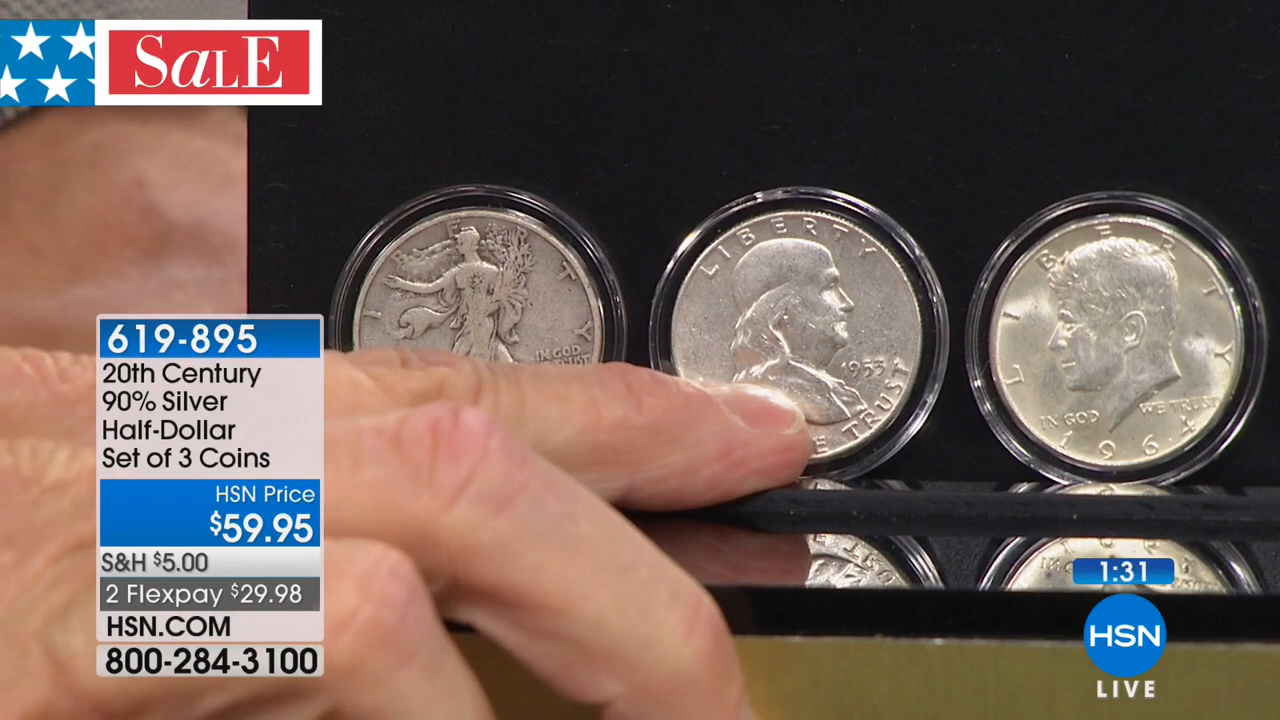 SaLE
LIBERTY
IN GOD
TRUST
LIBERTY
1953
E TRUST
LIBERTY
IN GOD WE TRUST
1964
619-895
20th Century
90% Silver
Half-Dollar
Set of 3 Coins
HSN Price
$59.95
S&H $5.00
2 Flexpay $29.98
HSN.COM
800-284-3100
1:31
HSN
LIVE